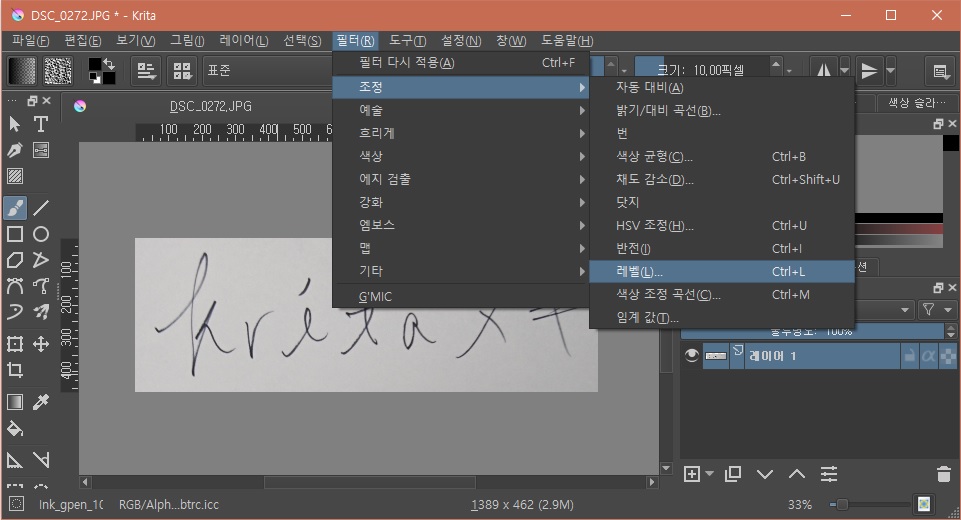 DSC_0272.JPG * - Krita
파일(F) 편집(E) 보기(V) 그림(I) 레이어(L) 선택(S) 필터(R) 도구(T) 설정(N) 창(W) 도움말(H)
표준
크기: 10.00픽셀
필터 다시 적용(A) Ctrl+F
조정
예술
흐리게
색상
에지 검출
강화
엠보스
맵
기타
G'MIC
자동 대비(A)
밝기/대비 곡선(B)...
번
색상 균형(C)... Ctrl+B
채도 감소(D)... Ctrl+Shift+U
닷지
HSV 조정(H)... Ctrl+U
반전(I) Ctrl+I
레벨(L)... Ctrl+L
색상 조정 곡선(C)... Ctrl+M
임계 값(T)...
DSC_0272.JPG
색상 슬라...
100 200 300 400 500
100 200 300 400
krita x
불투명도: 100%
레이어 1
Ink_gpen_10
RGB/Alph...btrc.icc
1389 x 462 (2.9M)
33%